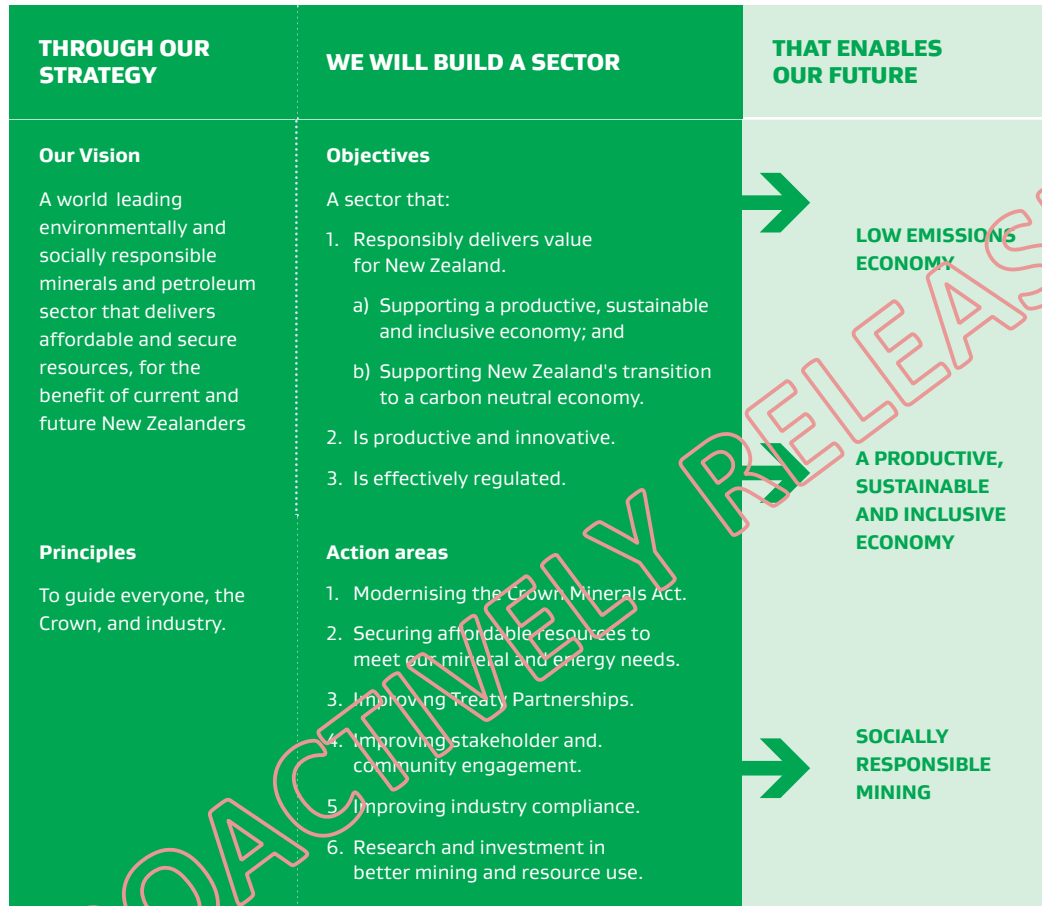 THROUGH OUR
STRATEGY
WE WILL BUILD A SECTOR
THAT ENABLES
OUR FUTURE
Our Vision
A world leading
environmentally and
socially responsible
minerals and petroleum
sector that delivers
affordable and secure
resources, for the
benefit of current and
future New Zealanders
Principles
To guide everyone, the
Crown, and industry.
Objectives
A sector that:
1. Responsibly delivers value
for New Zealand.
a) Supporting a productive, sustainable
and inclusive economy; and
b) Supporting New Zealand's transition
to a carbon neutral economy.
2. Is productive and innovative.
3. Is effectively regulated.
Action areas
1. Modernising the Crown Minerals Act.
2. Securing affordable resources to
meet our mineral and energy needs.
3. Improving Treaty Partnerships.
4. Improving stakeholder and.
community engagement.
5. Improving industry compliance.
6. Research and investment in
better mining and resource use.
LOW EMISSIONS
ECONOMY
A PRODUCTIVE,
SUSTAINABLE
AND INCLUSIVE
ECONOMY
SOCIALLY
RESPONSIBLE
MINING
OACTIVELY RELEAS